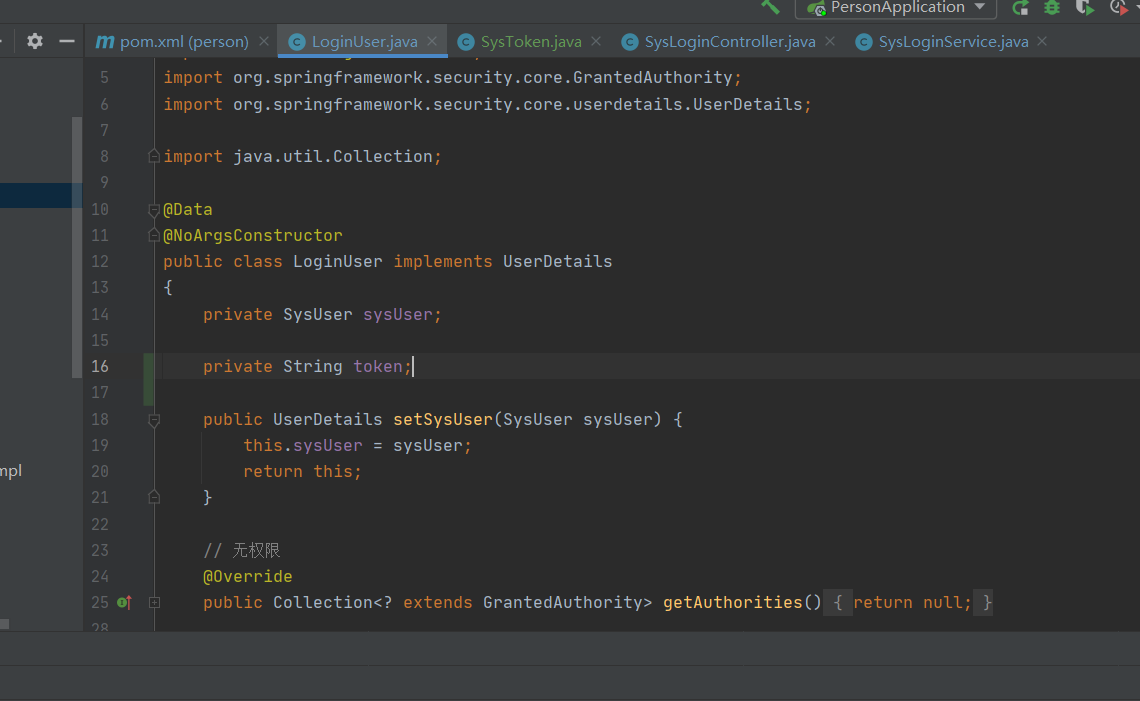 PersonApplication
pom.xml (person)
LoginUser.java
SysToken.java
SysLoginController.java
SysLoginService.java
5 import org.springframework.security.core.GrantedAuthority;
6 import org.springframework.security.core.userdetails.UserDetails;
7
8 import java.util.Collection;
9
10 @Data
11 @NoArgsConstructor
12 public class LoginUser implements UserDetails
13 {
14 private SysUser sysUser;
15
16 private String token;
17
18 public UserDetails setSysUser(SysUser sysUser) {
19 this.sysUser = sysUser;
20 return this;
21 }
22
23 // 无权限
24 @Override
25 public Collection<? extends GrantedAuthority> getAuthorities() { return null; }
28
mpl